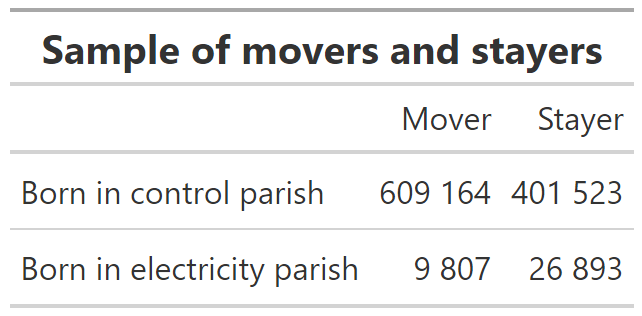 Sample of movers and stayers
Mover Stayer
Born in control parish 609 164 401 523
Born in electricity parish 9 807 26 893